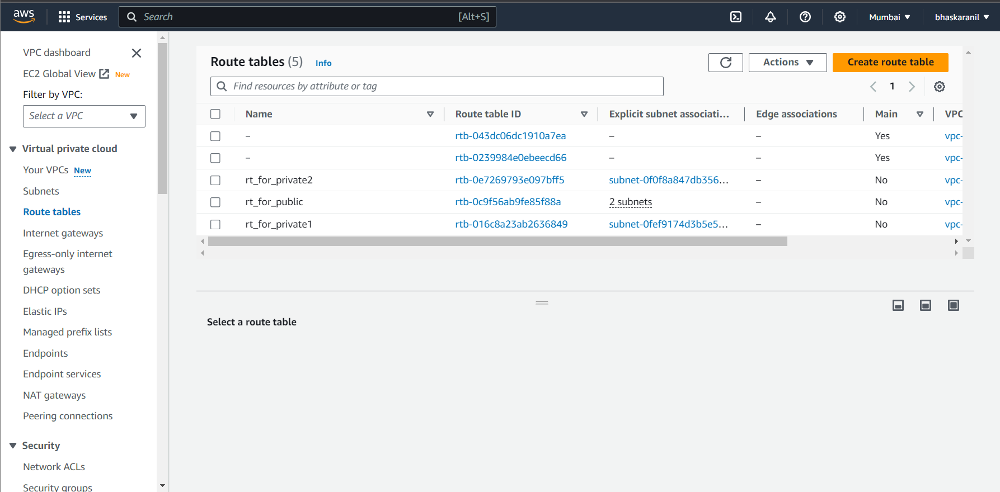 aws Services Search [Alt+S] Mumbai bhaskaranil
VPC dashboard
EC2 Global View New
Filter by VPC:
Select a VPC
Virtual private cloud
Your VPCs New
Subnets
Route tables
Internet gateways
Egress-only internet
gateways
DHCP option sets
Elastic IPs
Managed prefix lists
Endpoints
Endpoint services
NAT gateways
Peering connections
Security
Network ACLs
Security groups
Route tables (5) Info Actions Create route table
Find resources by attribute or tag 1
Name Route table ID Explicit subnet associati... Edge associations Main VPC
– rtb-043dc06dc1910a7ea – – Yes vpc-
– rtb-0239984e0ebeecd66 – – Yes vpc-
rt_for_private2 rtb-0e7269793e097bff5 subnet-0f0f8a847db356... – No vpc-
rt_for_public rtb-0c9f56ab9fe85f88a 2 subnets – No vpc-
rt_for_private1 rtb-016c8a23ab2636849 subnet-0fef9174d3b5e5... – No vpc-
Select a route table